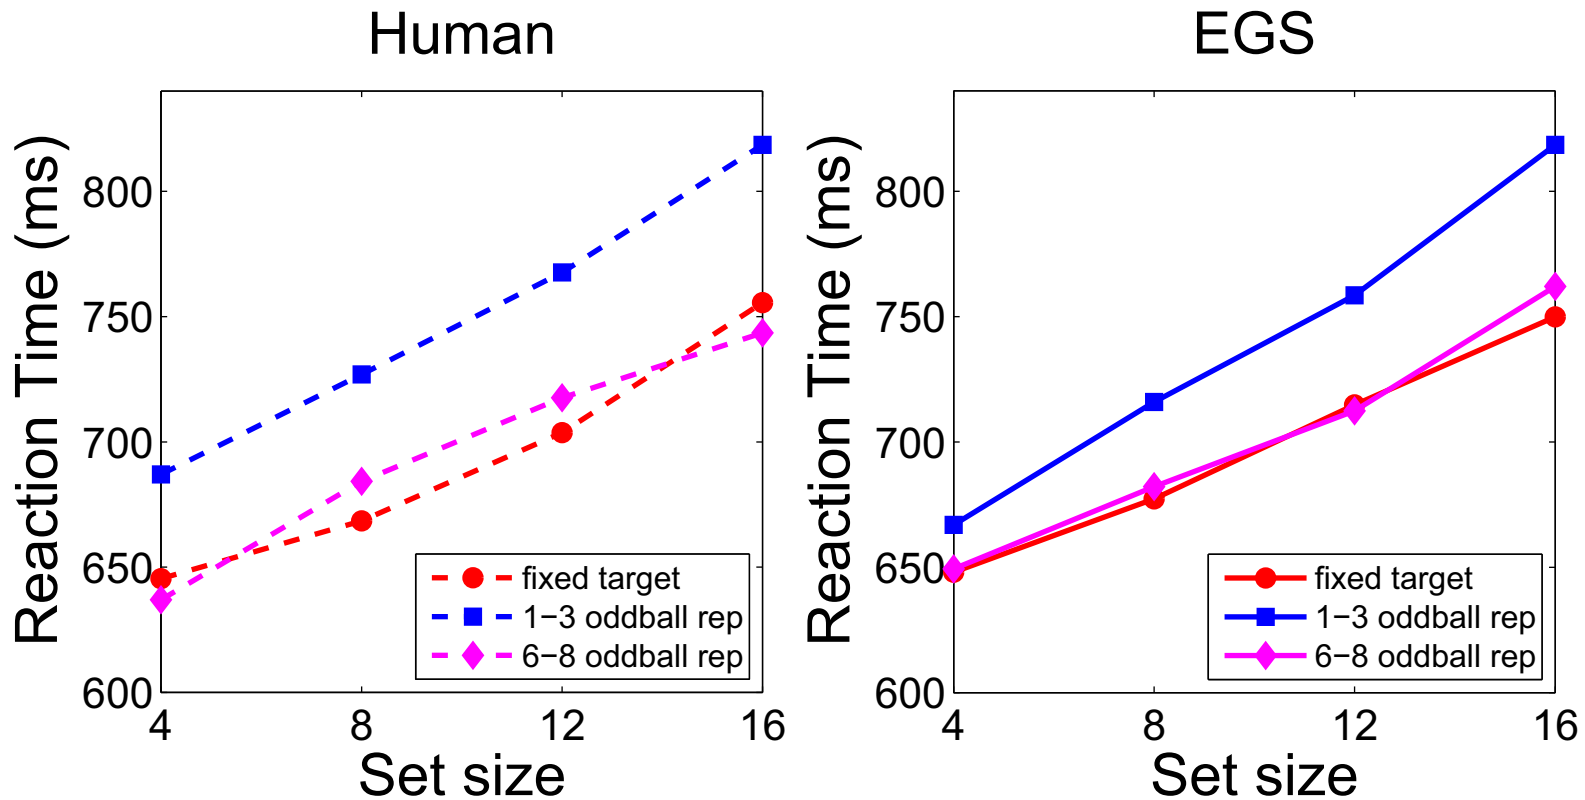 Human
Reaction Time (ms)
800
750
700
650
600
4 8 12 16
Set size
fixed target
1−3 oddball rep
6−8 oddball rep
EGS
Reaction Time (ms)
800
750
700
650
600
4 8 12 16
Set size
fixed target
1−3 oddball rep
6−8 oddball rep